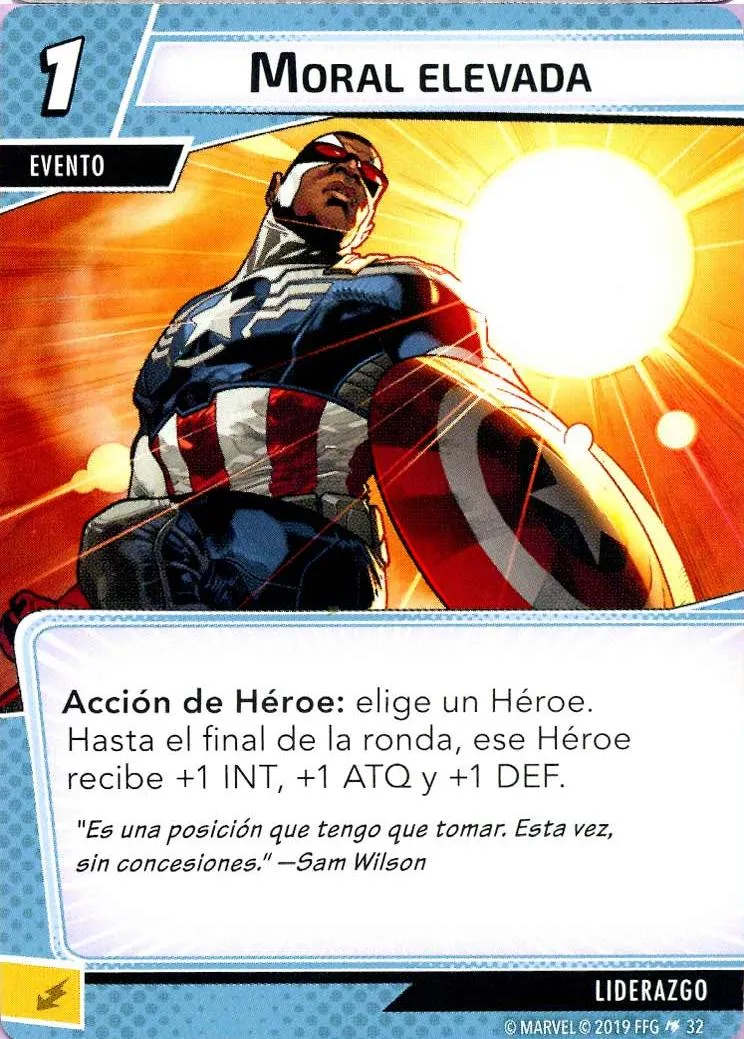 1
MORAL ELEVADA
EVENTO
Acción de Héroe: elige un Héroe.
Hasta el final de la ronda, ese Héroe
recibe +1 INT, +1 ATQ y +1 DEF.
"Es una posición que tengo que tomar. Esta vez,
sin concesiones." —Sam Wilson
LIDERAZGO
© MARVEL © 2019 FFG 32